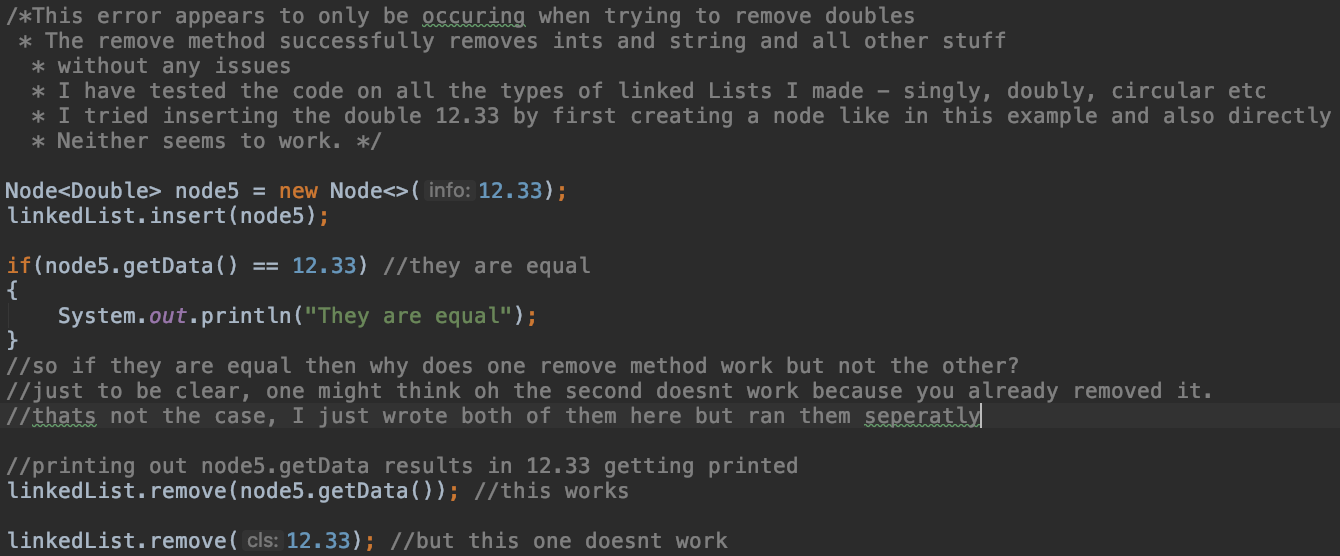 /*This error appears to only be occuring when trying to remove doubles
* The remove method successfully removes ints and string and all other stuff
* without any issues
* I have tested the code on all the types of linked Lists I made – singly, doubly, circular etc
* I tried inserting the double 12.33 by first creating a node like in this example and also directly
* Neither seems to work. */
Node<Double> node5 = new Node<>( info: 12.33);
linkedList.insert(node5);
if(node5.getData() == 12.33) //they are equal
{
System.out.println("They are equal");
}
//so if they are equal then why does one remove method work but not the other?
//just to be clear, one might think oh the second doesnt work because you already removed it.
//thats not the case, I just wrote both of them here but ran them seperatly
//printing out node5.getData results in 12.33 getting printed
linkedList.remove(node5.getData()); //this works
linkedList.remove( cls: 12.33); //but this one doesnt work